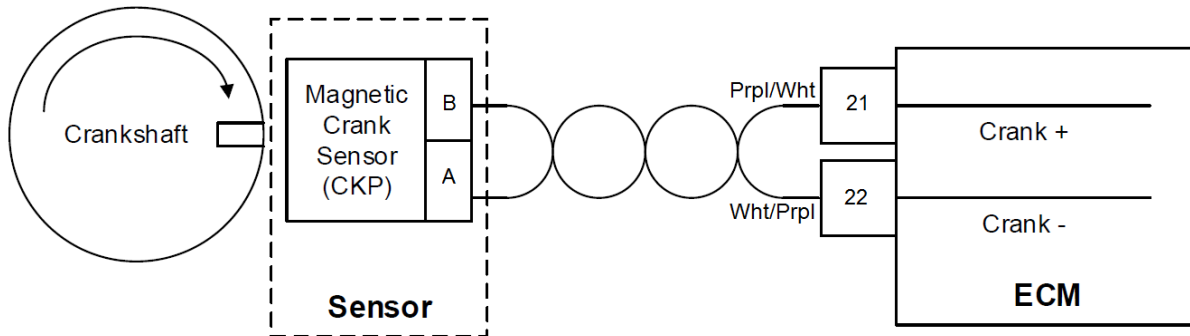 Crankshaft
Magnetic
Crank
Sensor
(CKP)
B
A
Sensor
Prpl/Wht
Wht/Prpl
21
22
Crank +
Crank -
ECM